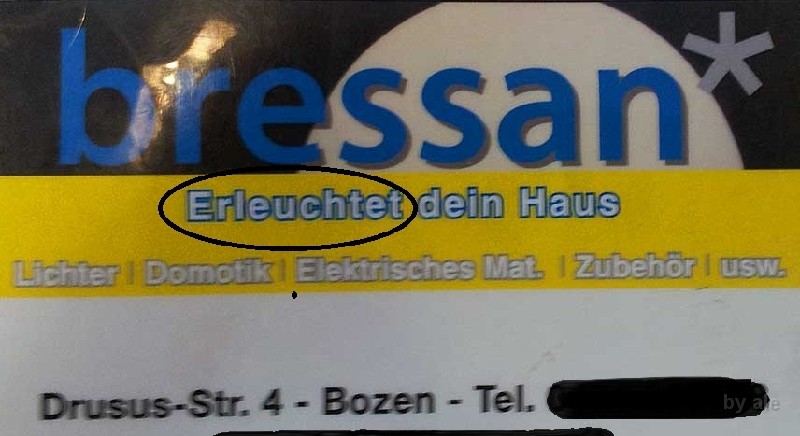 bressan*
Erleuchtet dein Haus
Lichter | Domotik | Elektrisches Mat. | Zubehör | usw.
Drusus-Str. 4 - Bozen - Tel.
by ale